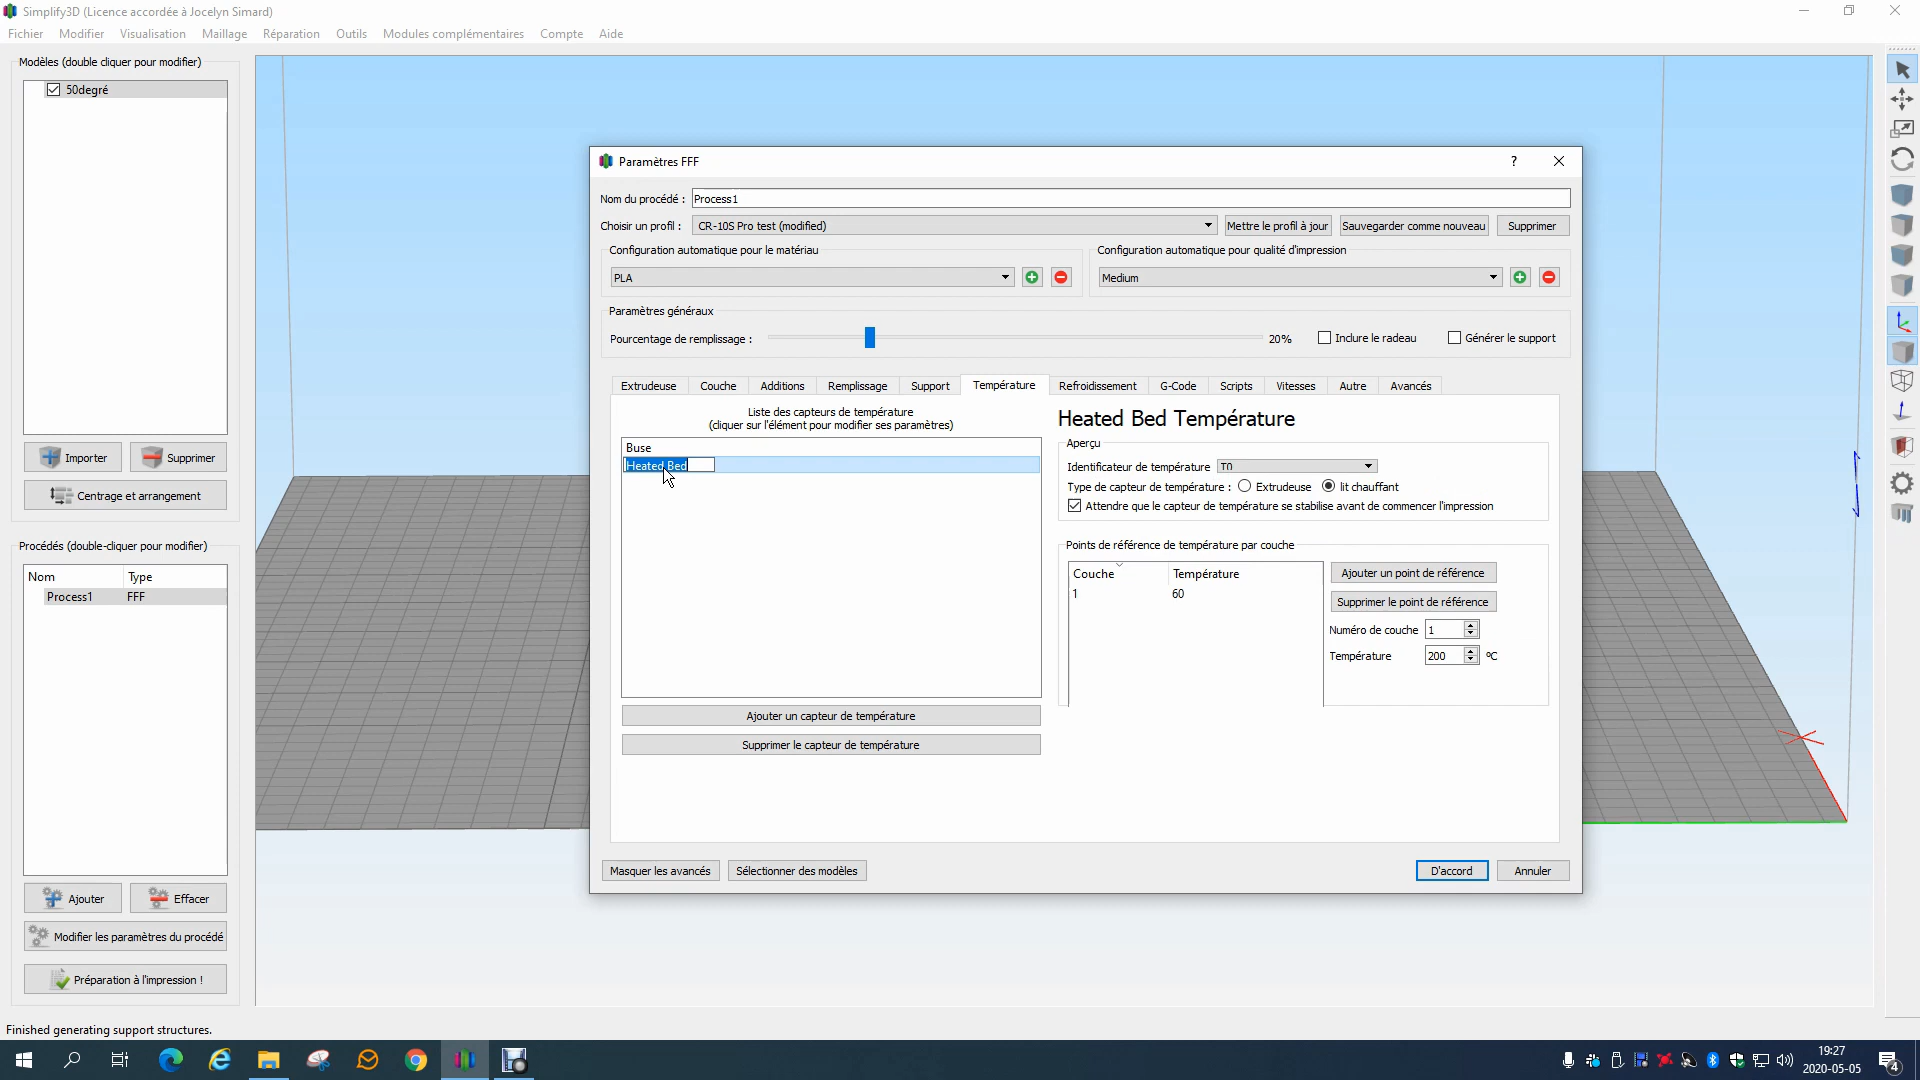 Simplify3D (Licence accordée à Jocelyn Simard)
Fichier Modifier Visualisation Maillage Réparation Outils Modules complémentaires Compte Aide
Modèles (double cliquer pour modifier)
50degré
Importer Supprimer
Centrage et arrangement
Procédés (double-cliquer pour modifier)
Nom Type
Process1 FFF
Ajouter Effacer
Modifier les paramètres du procédé
Préparation à l'impression !
Finished generating support structures.
Paramètres FFF ?
Nom du procédé : Process1
Choisir un profil : CR-10S Pro test (modified) Mettre le profil à jour Sauvegarder comme nouveau Supprimer
Configuration automatique pour le matériau Configuration automatique pour qualité d'impression
PLA Medium
Paramètres généraux
Pourcentage de remplissage : 20% Inclure le radeau Générer le support
Extrudeuse Couche Additions Remplissage Support Température Refroidissement G-Code Scripts Vitesses Autre Avancés
Liste des capteurs de température
(cliquer sur l'élément pour modifier ses paramètres)
Buse
Heated Bed
Ajouter un capteur de température
Supprimer le capteur de température
Heated Bed Température
Aperçu
Identificateur de température T0
Type de capteur de température : Extrudeuse lit chauffant
Attendre que le capteur de température se stabilise avant de commencer l'impression
Points de référence de température par couche
Couche Température
1 60
Ajouter un point de référence
Supprimer le point de référence
Numéro de couche 1
Température 200 ºC
Masquer les avancés Sélectionner des modèles D'accord Annuler
19:27
2020-05-05
4